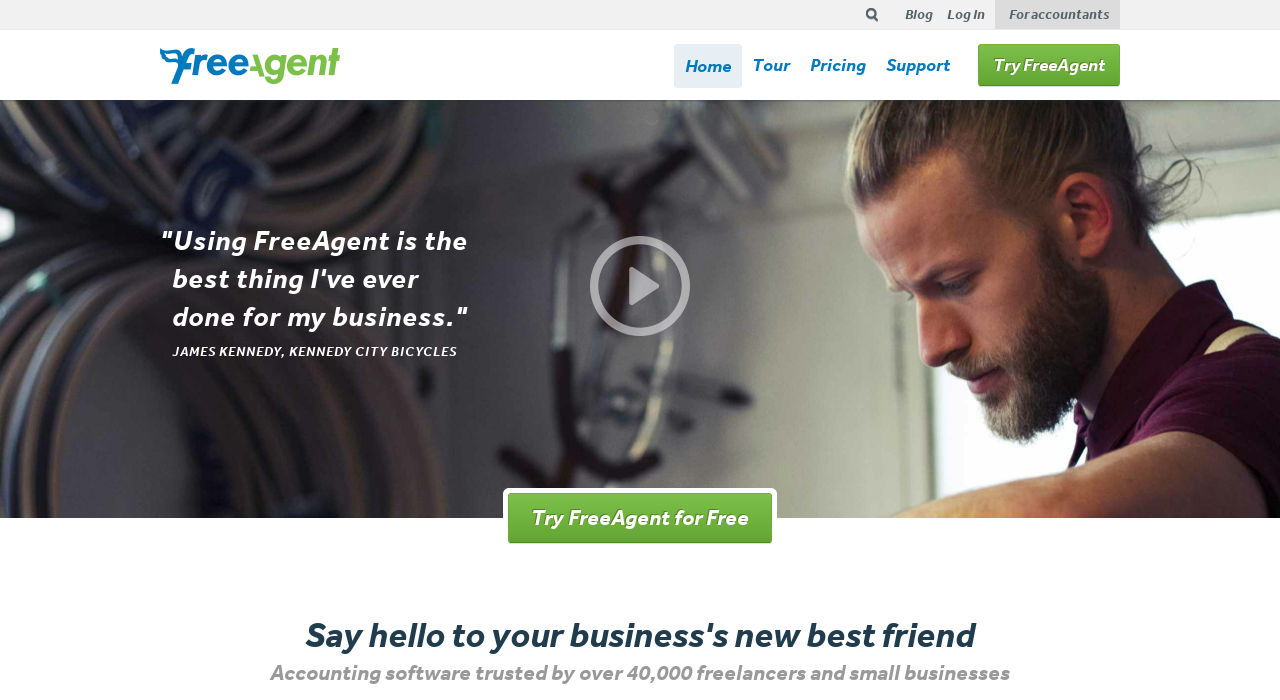 Blog Log In For accountants
freeAgent Home Tour Pricing Support Try FreeAgent
"Using FreeAgent is the
best thing I've ever
done for my business."
JAMES KENNEDY, KENNEDY CITY BICYCLES
Try FreeAgent for Free
Say hello to your business's new best friend
Accounting software trusted by over 40,000 freelancers and small businesses